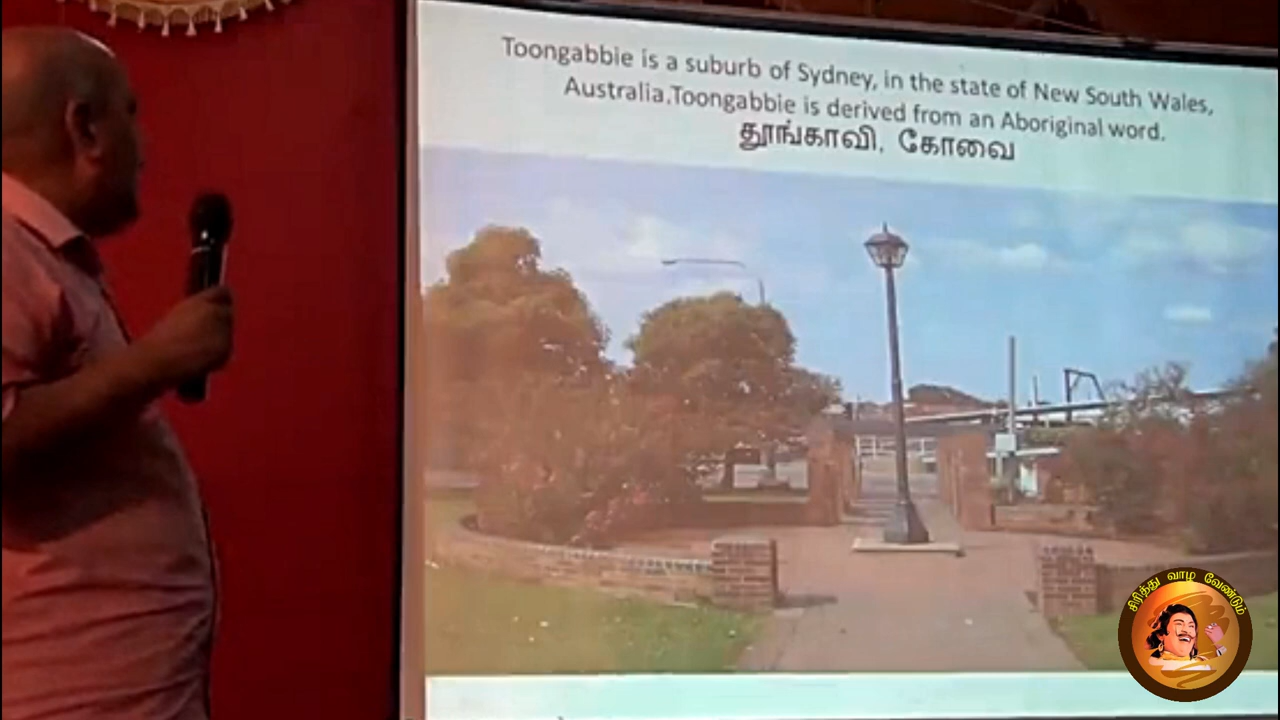 Toongabbie is a suburb of Sydney, in the state of New South Wales,
Australia.Toongabbie is derived from an Aboriginal word.
தூங்காவி, கோவை
சிரித்து வாழ வேண்டும்